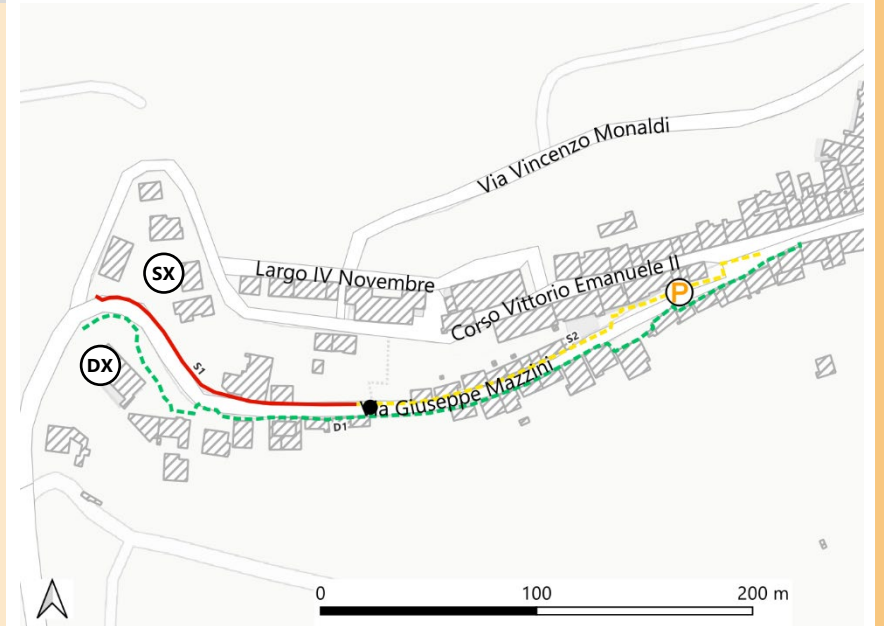 Via Vincenzo Monaldi
Largo IV Novembre
SX
Corso Vittorio Emanuele II
P
S2
DX
S1
Via Giuseppe Mazzini
D1
0 100 200 m